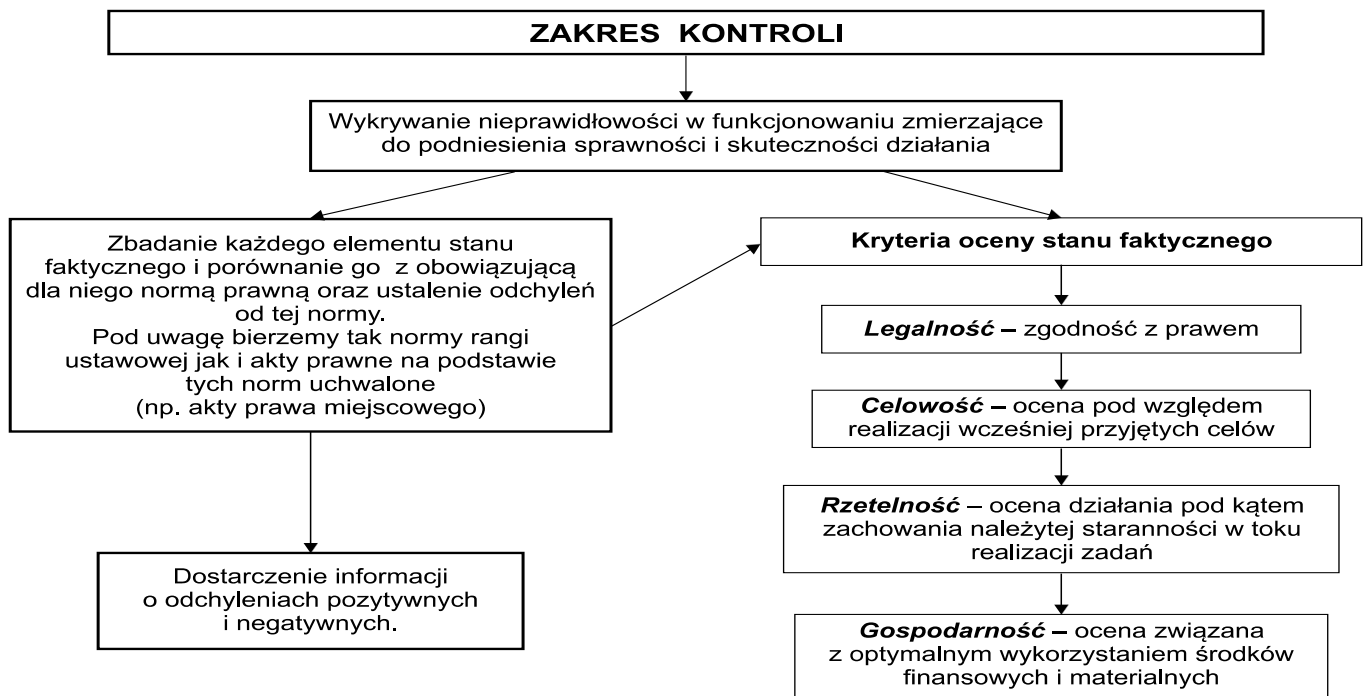 ZAKRES KONTROLI
Wykrywanie nieprawidłowości w funkcjonowaniu zmierzające
do podniesienia sprawności i skuteczności działania
Zbadanie każdego elementu stanu
faktycznego i porównanie go z obowiązującą
dla niego normą prawną oraz ustalenie odchyleń
od tej normy.
Pod uwagę bierzemy tak normy rangi
ustawowej jak i akty prawne na podstawie
tych norm uchwalone
(np. akty prawa miejscowego)
Dostarczenie informacji
o odchyleniach pozytywnych
i negatywnych.
Kryteria oceny stanu faktycznego
Legalność – zgodność z prawem
Celowość – ocena pod względem
realizacji wcześniej przyjętych celów
Rzetelność – ocena działania pod kątem
zachowania należytej staranności w toku
realizacji zadań
Gospodarność – ocena związana
z optymalnym wykorzystaniem środków
finansowych i materialnych